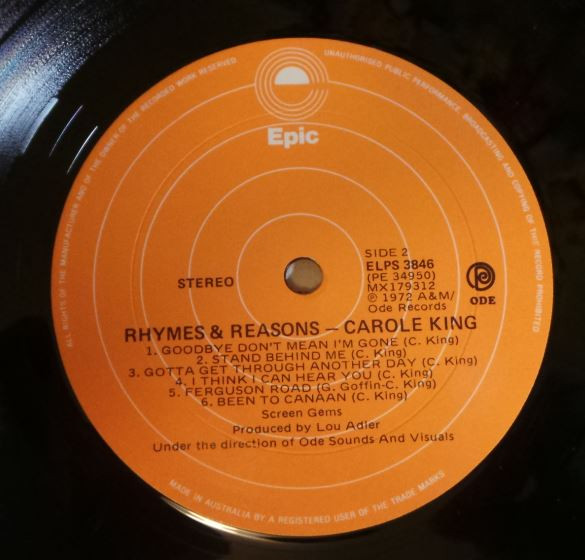 ALL RIGHTS OF THE MANUFACTURER AND OF THE OWNER OF THE RECORDED WORK RESERVED
UNAUTHORISED PUBLIC PERFORMANCE, BROADCASTING AND COPYING OF THIS RECORD PROHIBITED
Epic
STEREO
SIDE 2
ELPS 3846
(PE 34950)
MX179312
℗ 1972 A&M/
Ode Records
ODE
RHYMES & REASONS – CAROLE KING
1. GOODBYE DON'T MEAN I'M GONE (C. King)
2. STAND BEHIND ME (C. King)
3. GOTTA GET THROUGH ANOTHER DAY (C. King)
4. I THINK I CAN HEAR YOU (C. King)
5. FERGUSON ROAD (G. Goffin-C. King)
6. BEEN TO CANAAN (C. King)
Screen Gems
Produced by Lou Adler
Under the direction of Ode Sounds And Visuals
MADE IN AUSTRALIA BY A REGISTERED USER OF THE TRADE MARKS